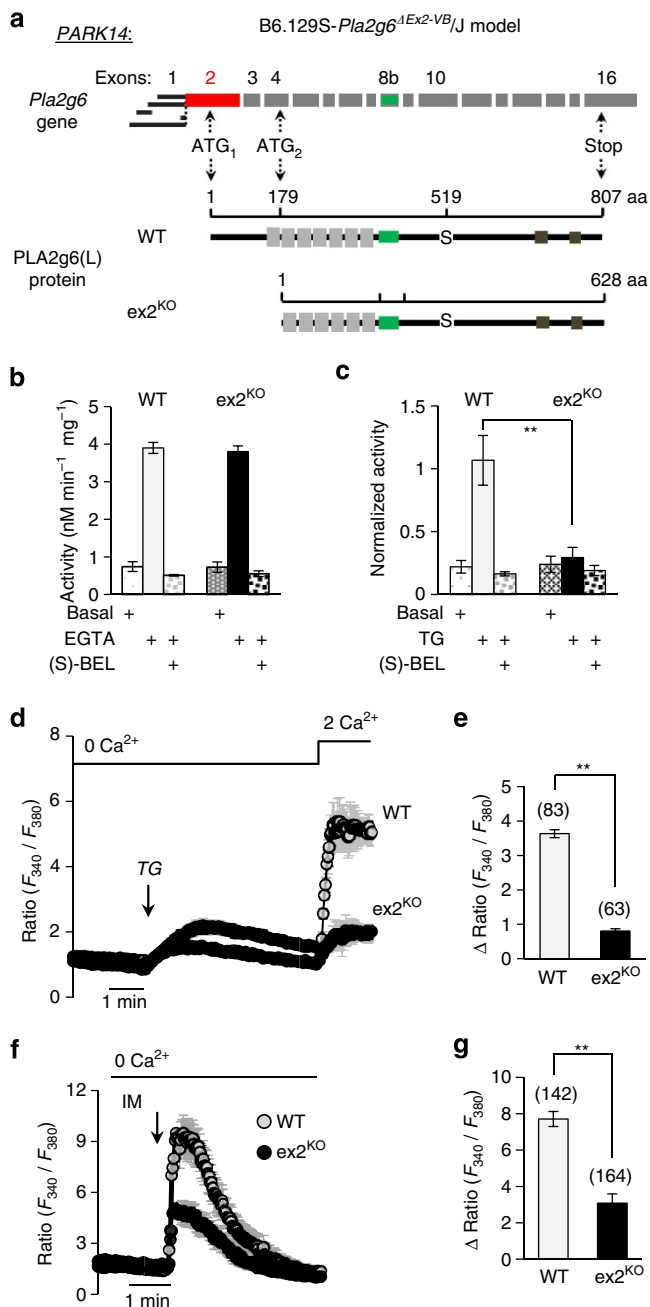 a
PARK14:
B6.129S-Pla2g6ΔEx2-VB/J model
Exons: 1 2 3 4 8b 10 16
Pla2g6
gene
ATG1 ATG2 Stop
1 179 519 807 aa
WT S
PLA2g6(L)
protein
1 628 aa
ex2KO S
b
WT ex2KO
Activity (nM min−1 mg−1)
5
4
3
2
1
0
Basal + +
EGTA + + + +
(S)-BEL + +
c
WT ex2KO
**
Normalized activity
1.5
1
0.5
0
Basal + +
TG + + + +
(S)-BEL + +
d
0 Ca2+ 2 Ca2+
Ratio (F340 / F380)
8
6
4
2
0
TG
WT
ex2KO
1 min
e
**
Δ Ratio (F340 / F380)
5
4
3
2
1
0
(83)
(63)
WT ex2KO
f
0 Ca2+
Ratio (F340 / F380)
12
9
6
3
0
IM
WT
ex2KO
1 min
g
**
Δ Ratio (F340 / F380)
10
8
6
4
2
0
(142)
(164)
WT ex2KO